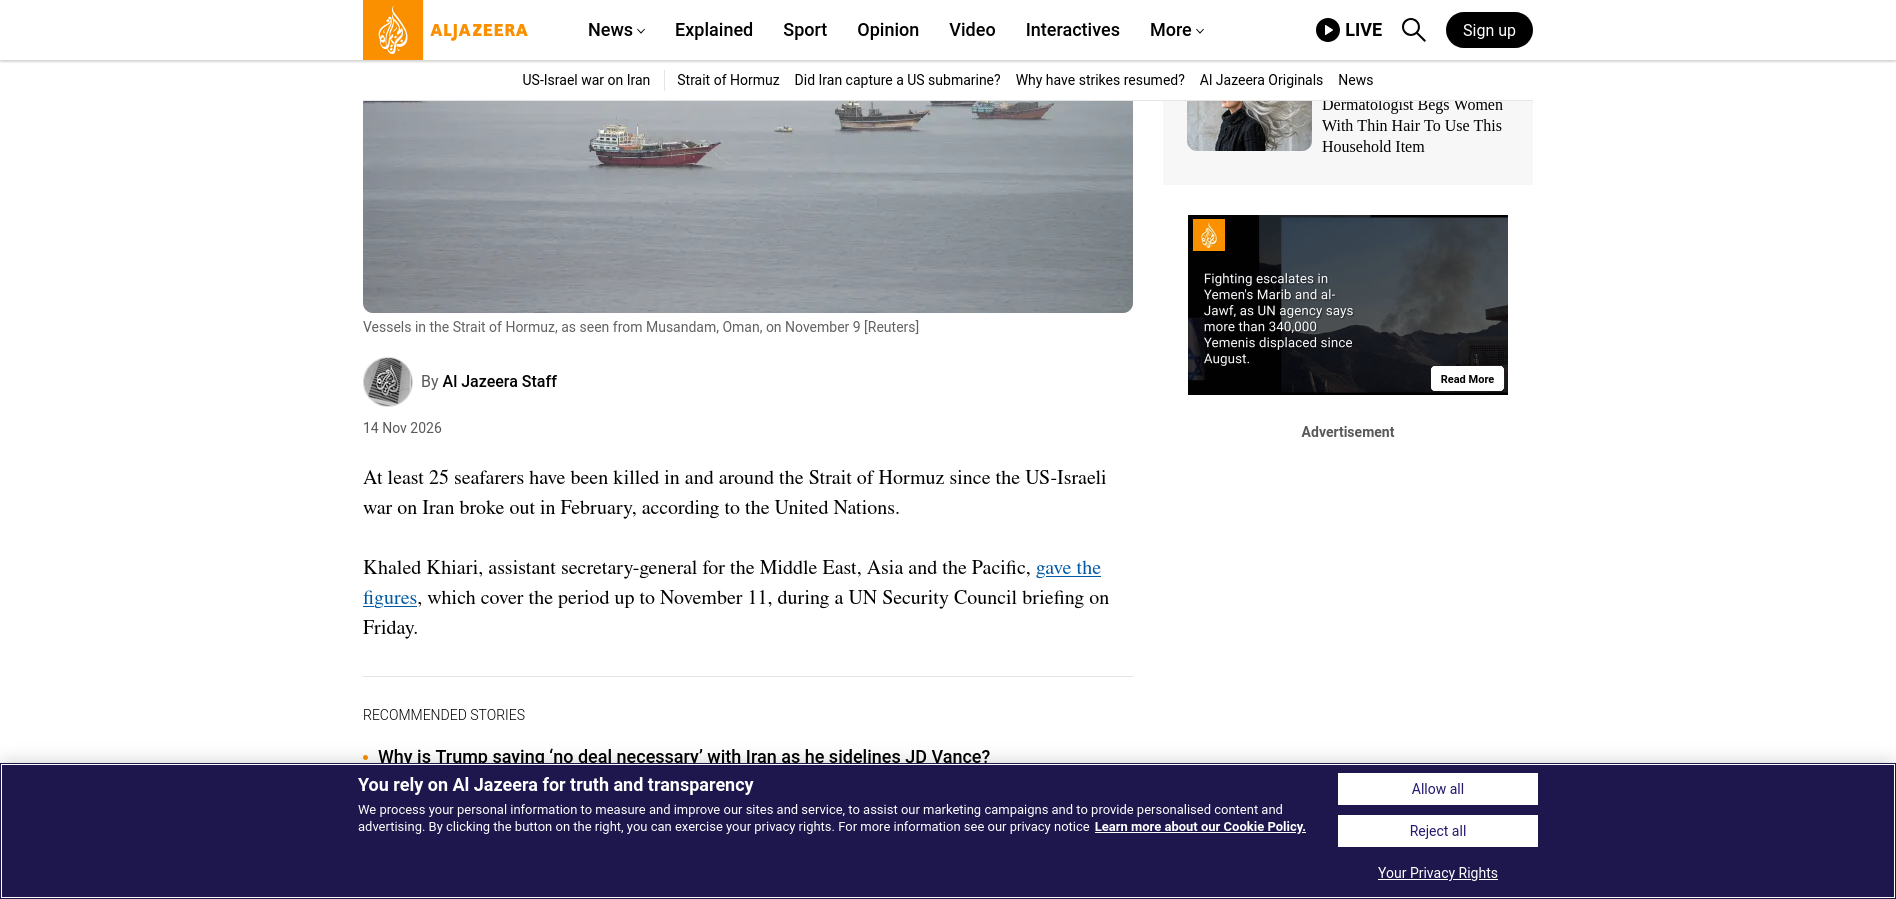 ALJAZEERA
News
Explained
Sport
Opinion
Video
Interactives
More
LIVE
Sign up
US-Israel war on Iran
Strait of Hormuz
Did Iran capture a US submarine?
Why have strikes resumed?
Al Jazeera Originals
News
Vessels in the Strait of Hormuz, as seen from Musandam, Oman, on November 9 [Reuters]
By Al Jazeera Staff
14 Nov 2026
At least 25 seafarers have been killed in and around the Strait of Hormuz since the US-Israeli
war on Iran broke out in February, according to the United Nations.
Khaled Khiari, assistant secretary-general for the Middle East, Asia and the Pacific, gave the
figures, which cover the period up to November 11, during a UN Security Council briefing on
Friday.
RECOMMENDED STORIES
Why is Trump saying ‘no deal necessary’ with Iran as he sidelines JD Vance?
Dermatologist Begs Women
With Thin Hair To Use This
Household Item
Fighting escalates in
Yemen's Marib and al-
Jawf, as UN agency says
more than 340,000
Yemenis displaced since
August.
Read More
Advertisement
You rely on Al Jazeera for truth and transparency
We process your personal information to measure and improve our sites and service, to assist our marketing campaigns and to provide personalised content and
advertising. By clicking the button on the right, you can exercise your privacy rights. For more information see our privacy notice Learn more about our Cookie Policy.
Allow all
Reject all
Your Privacy Rights